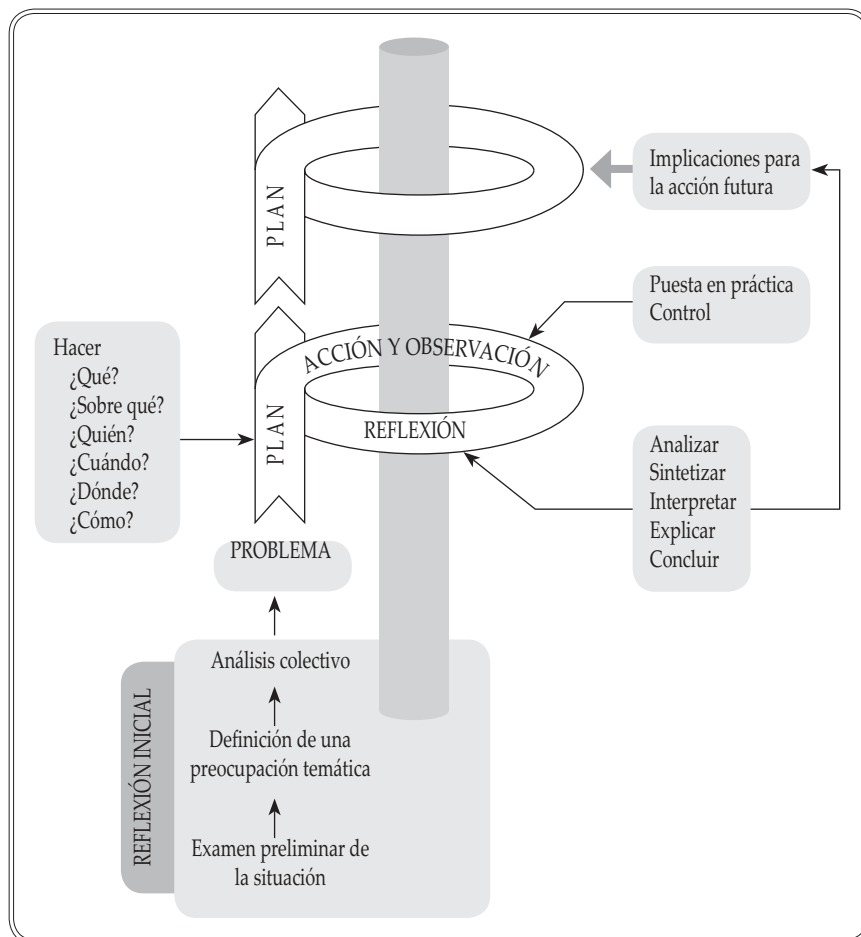 Implicaciones para
la acción futura
PLAN
Puesta en práctica
Control
Hacer
¿Qué?
¿Sobre qué?
¿Quién?
¿Cuándo?
¿Dónde?
¿Cómo?
PLAN
ACCIÓN Y OBSERVACIÓN
REFLEXIÓN
Analizar
Sintetizar
Interpretar
Explicar
Concluir
PROBLEMA
REFLEXIÓN INICIAL
Análisis colectivo
Definición de una
preocupación temática
Examen preliminar de
la situación